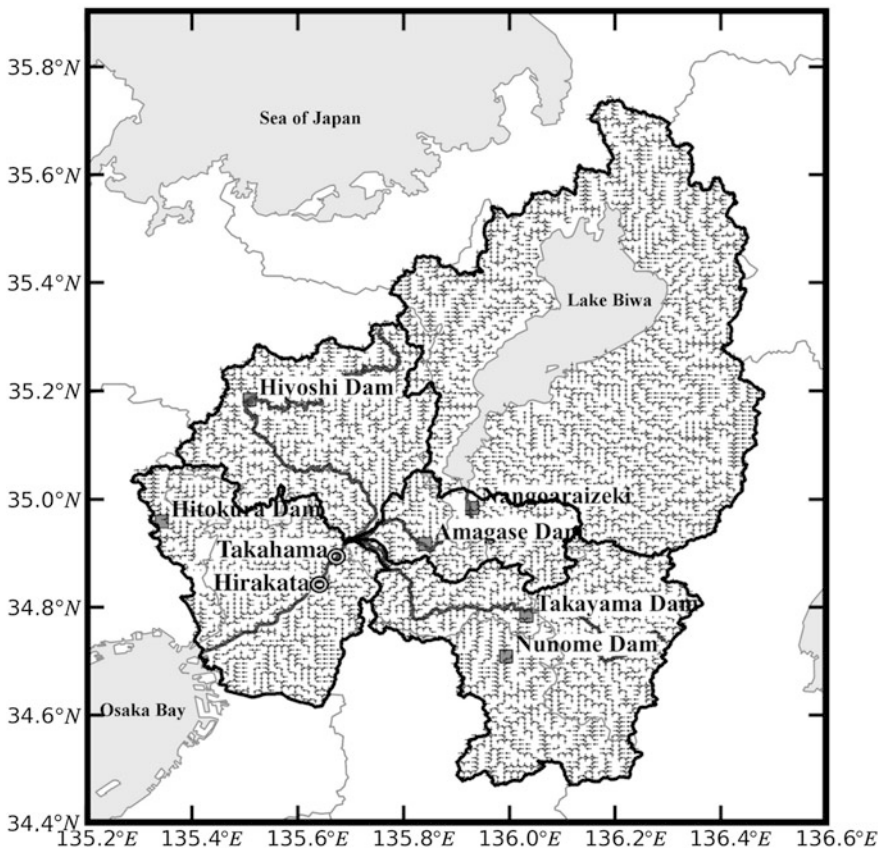 35.8°N
Sea of Japan
35.6°N
35.4°N
Lake Biwa
35.2°N
Hiyoshi Dam
35.0°N
Nangoaraizeki
Hitokura Dam
Amagase Dam
Takahama
Hirakata
34.8°N
Takayama Dam
Nunome Dam
Osaka Bay
34.6°N
34.4°N
135.2°E 135.4°E 135.6°E 135.8°E 136.0°E 136.2°E 136.4°E 136.6°E